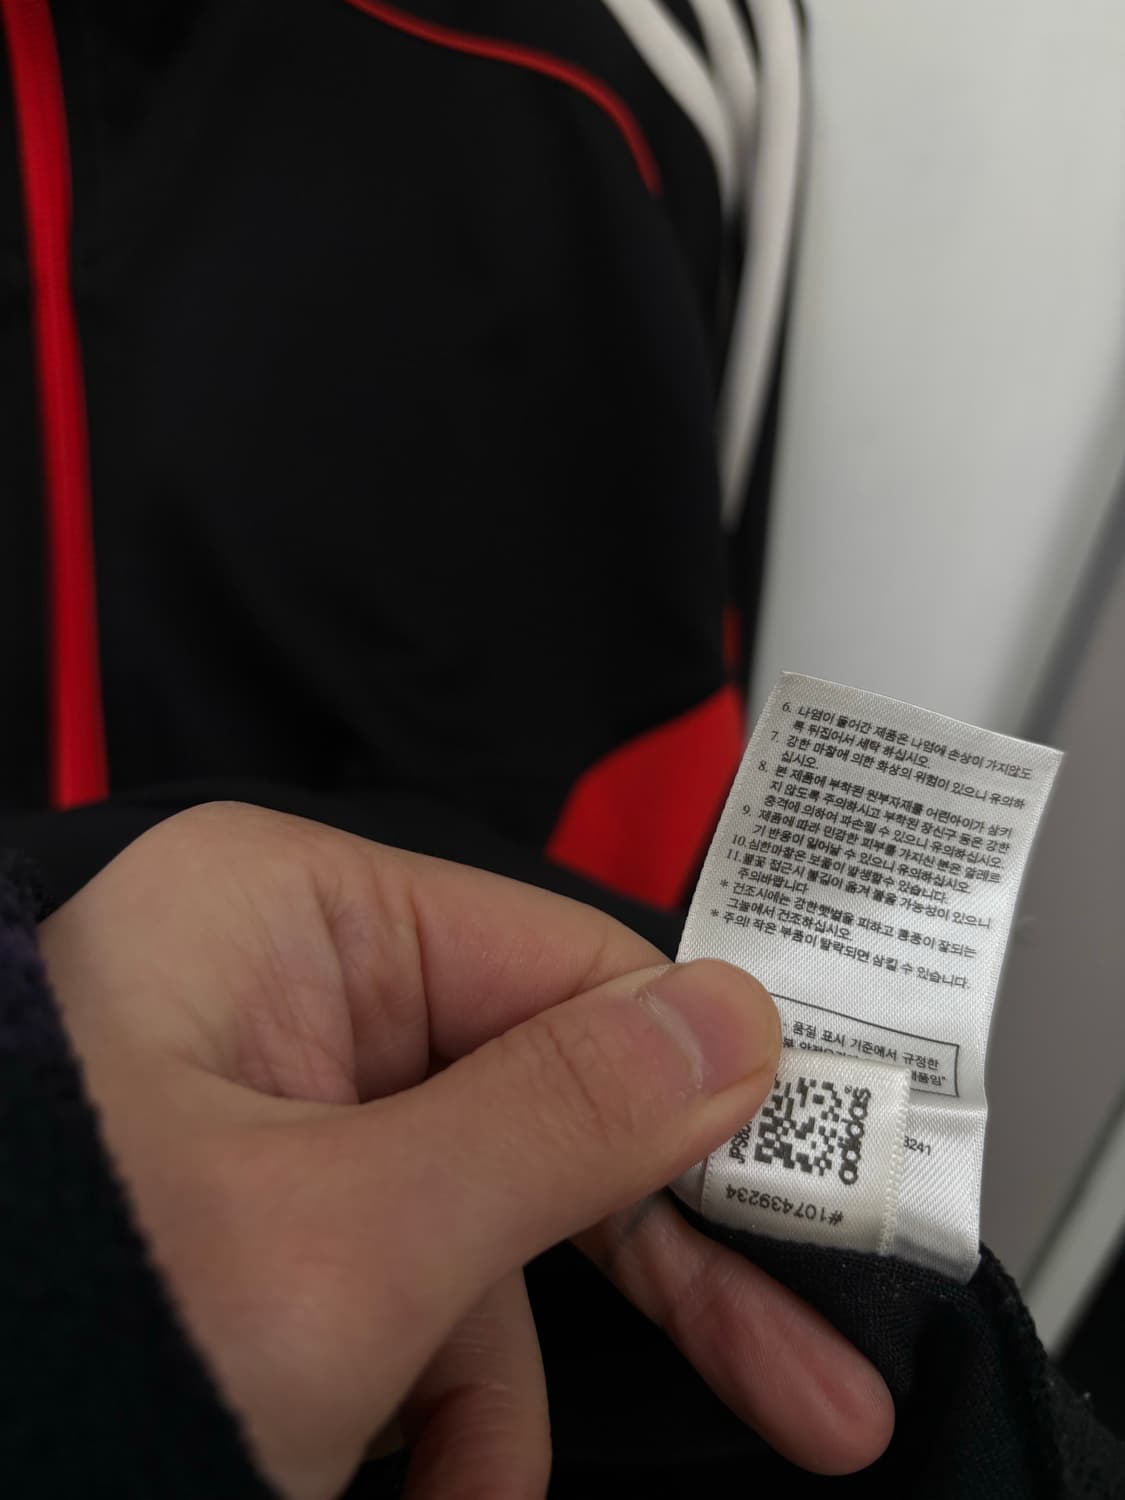 6. 나염이 들어간 제품은 나염에 손상이 가지않도
록 뒤집어서 세탁 하십시오.
7. 강한 마찰에 의한 화상의 위험이 있으니 유의하
십시오.
8. 본 제품에 부착된 원부자재를 어린아이가 삼키
지 않도록 주의하시고 부착된 장신구 등은 강한
충격에 의하여 파손될 수 있으니 유의하십시오.
9. 제품에 따라 민감한 피부를 가지신 분은 알레르
기 반응이 일어날 수 있으니 유의하십시오.
10.심한마찰은 보풀이 발생할수 있습니다.
11.불꽃 접근시 불길이 옮겨 붙을 가능성이 있으니
주의바랍니다.
* 건조시에는 강한햇볕을 피하고 통풍이 잘되는
그늘에서 건조하십시오.
* 주의! 작은 부품이 탈락되면 삼킬 수 있습니다.
품질 표시 기준에서 규정한
제품임"
adidas
3241
#107439234